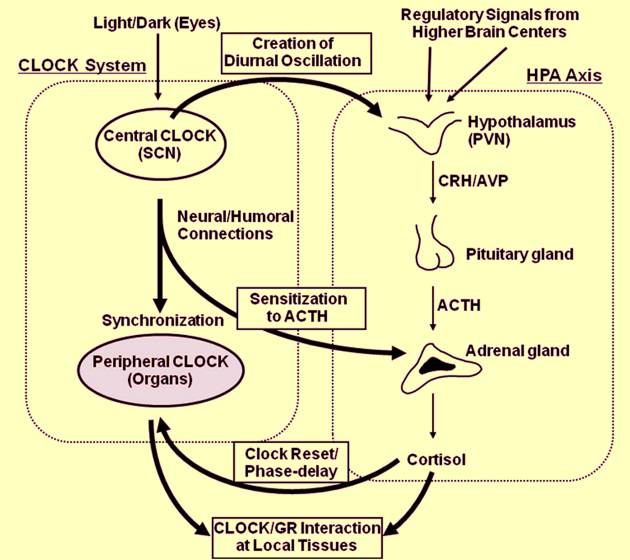 Light/Dark (Eyes)
Regulatory Signals from
Higher Brain Centers
Creation of
Diurnal Oscillation
CLOCK System
HPA Axis
Central CLOCK
(SCN)
Hypothalamus
(PVN)
CRH/AVP
Neural/Humoral
Connections
Pituitary gland
Sensitization
to ACTH
ACTH
Synchronization
Adrenal gland
Peripheral CLOCK
(Organs)
Clock Reset/
Phase-delay
Cortisol
CLOCK/GR Interaction
at Local Tissues